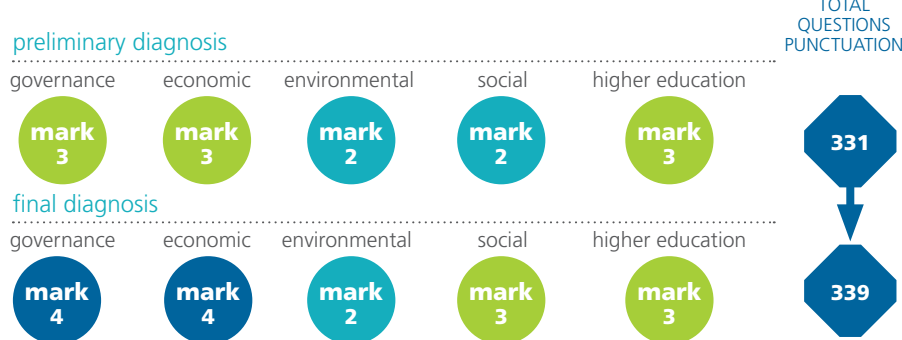 TOTAL
QUESTIONS
PUNCTUATION
preliminary diagnosis
governance economic environmental social higher education
mark 3 mark 3 mark 2 mark 2 mark 3
331
final diagnosis
governance economic environmental social higher education
mark 4 mark 4 mark 2 mark 3 mark 3
339